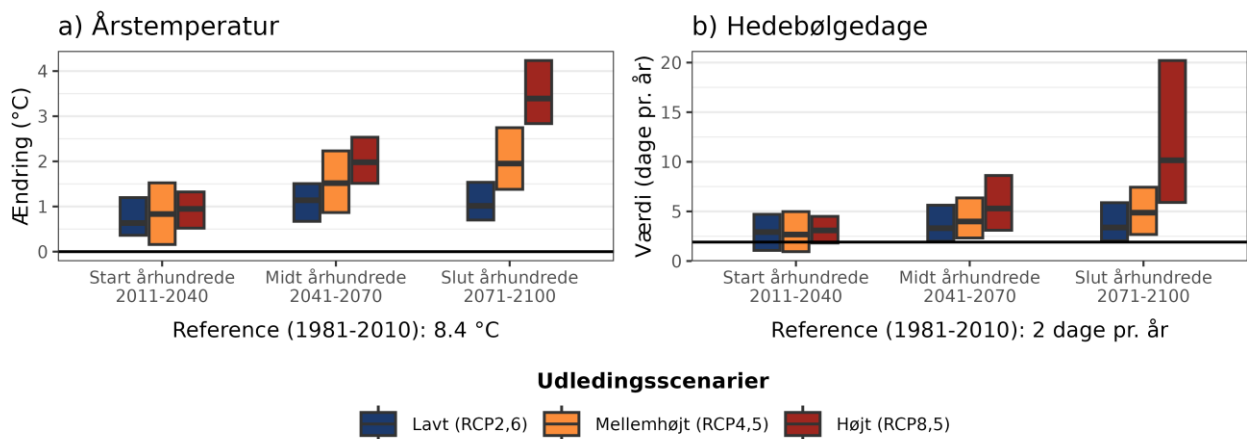 a) Årstemperatur
Ændring (°C)
4
3
2
1
0
Start århundrede
2011-2040
Midt århundrede
2041-2070
Slut århundrede
2071-2100
Reference (1981-2010): 8.4 °C
b) Hedebølgedage
Værdi (dage pr. år)
20
15
10
5
0
Start århundrede
2011-2040
Midt århundrede
2041-2070
Slut århundrede
2071-2100
Reference (1981-2010): 2 dage pr. år
Udledingsscenarier
Lavt (RCP2,6)
Mellemhøjt (RCP4,5)
Højt (RCP8,5)